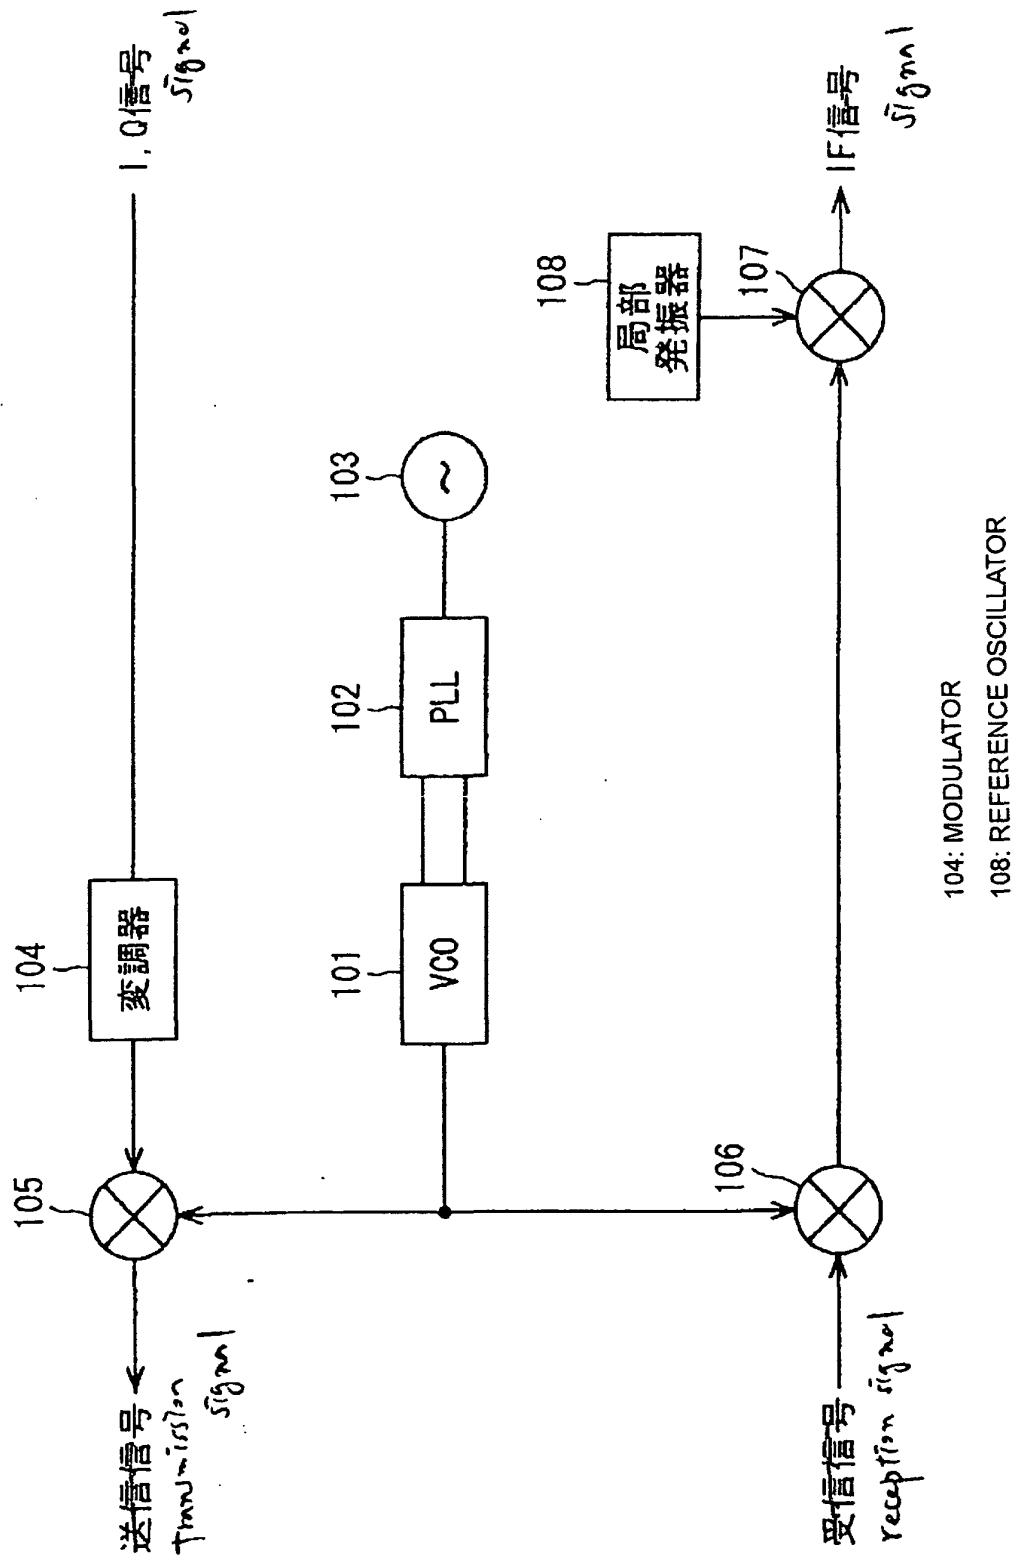 送信信号
transmission
signal
105
104
変調器
I, Q信号
signal
101
VCO
102
PLL
103
~
108
局部
発振器
107
IF信号
signal
106
受信信号
reception signal
104: MODULATOR
108: REFERENCE OSCILLATOR